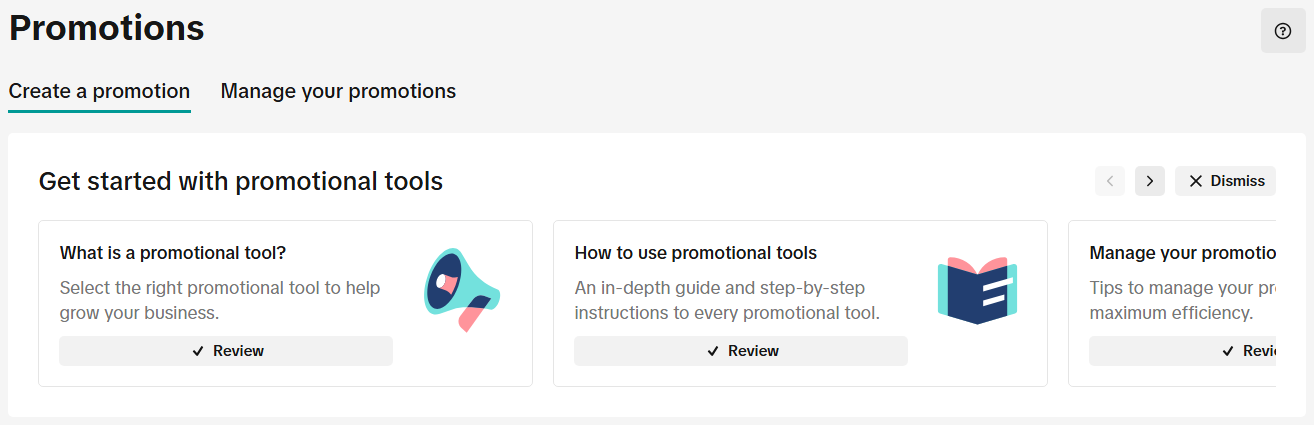 Promotions
Create a promotion
Manage your promotions
Get started with promotional tools
Dismiss
What is a promotional tool?
Select the right promotional tool to help
grow your business.
Review
How to use promotional tools
An in-depth guide and step-by-step
instructions to every promotional tool.
Review
Manage your promotio
Tips to manage your pr
maximum efficiency.
Revi